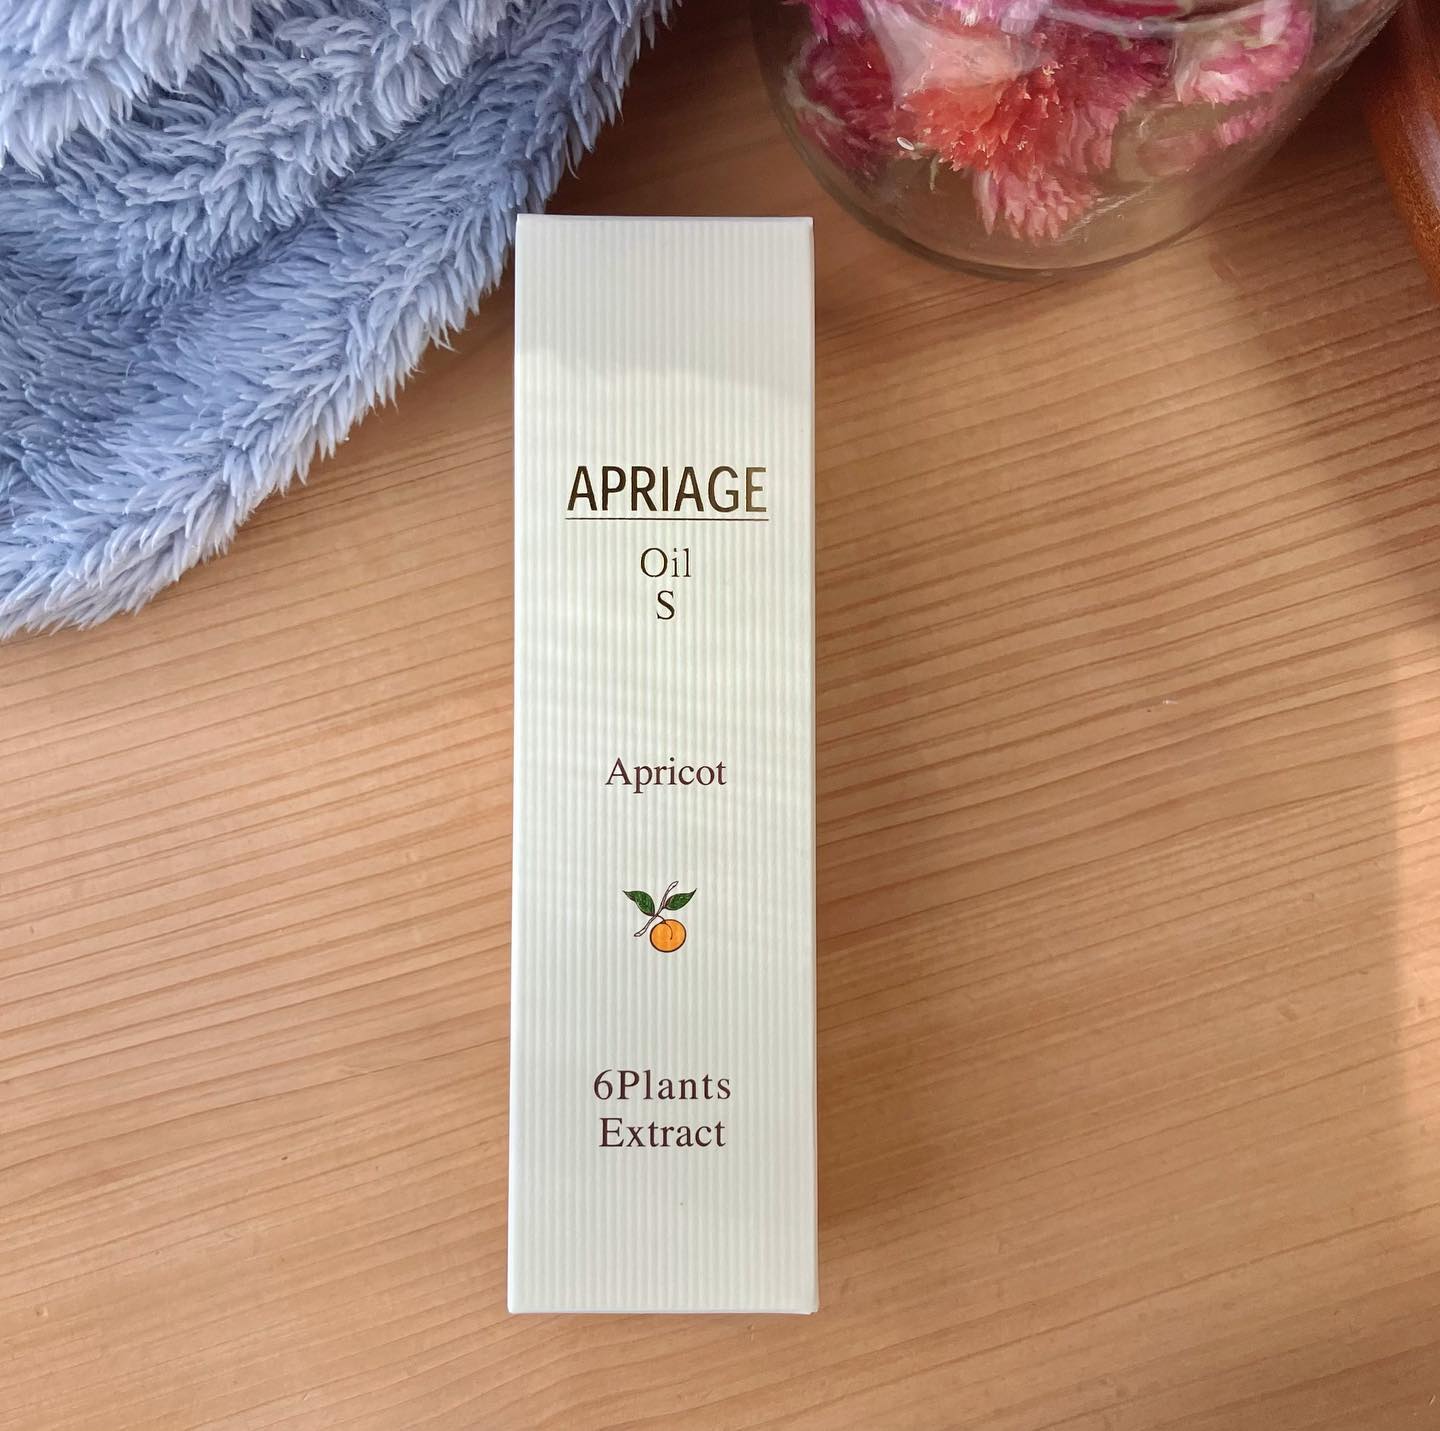 APRIAGE
Oil
S
Apricot
6Plants
Extract